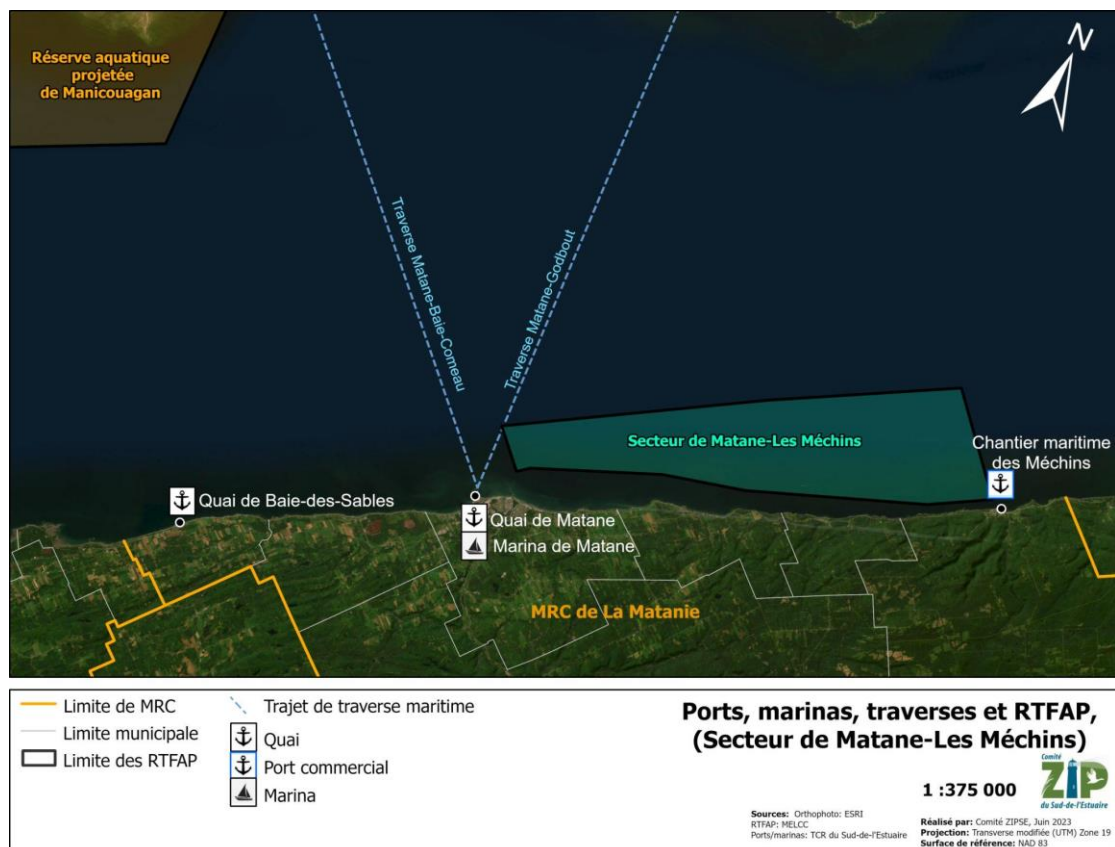 Réserve aquatique
projetée
de Manicouagan
N
Traverse Matane-Baie-Comeau
Traverse Matane-Godbout
Secteur de Matane-Les Méchins
Chantier maritime
des Méchins
Quai de Baie-des-Sables
Quai de Matane
Marina de Matane
MRC de La Matanie
Limite de MRC
Limite municipale
Limite des RTFAP
Trajet de traverse maritime
Quai
Port commercial
Marina
Ports, marinas, traverses et RTFAP,
(Secteur de Matane-Les Méchins)
1 :375 000
Comité
ZIP
du Sud-de-l'Estuaire
Sources: Orthophoto: ESRI
RTFAP: MELCC
Ports/marinas: TCR du Sud-de-l'Estuaire
Réalisé par: Comité ZIPSE, Juin 2023
Projection: Transverse modifiée (UTM) Zone 19
Surface de référence: NAD 83